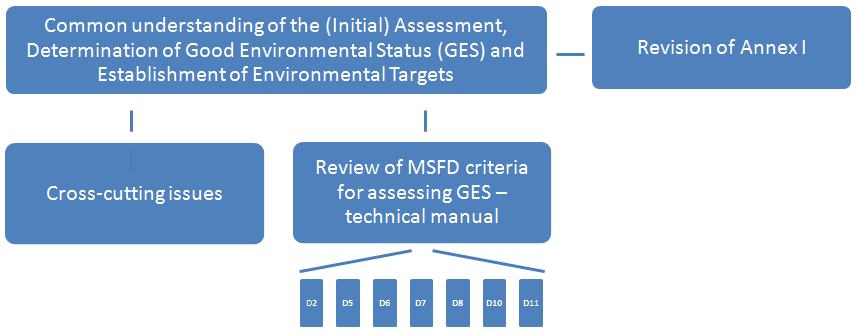 Common understanding of the (Initial) Assessment,
Determination of Good Environmental Status (GES) and
Establishment of Environmental Targets
Revision of Annex I
Cross-cutting issues
Review of MSFD criteria
for assessing GES –
technical manual
D2 D5 D6 D7 D8 D10 D11